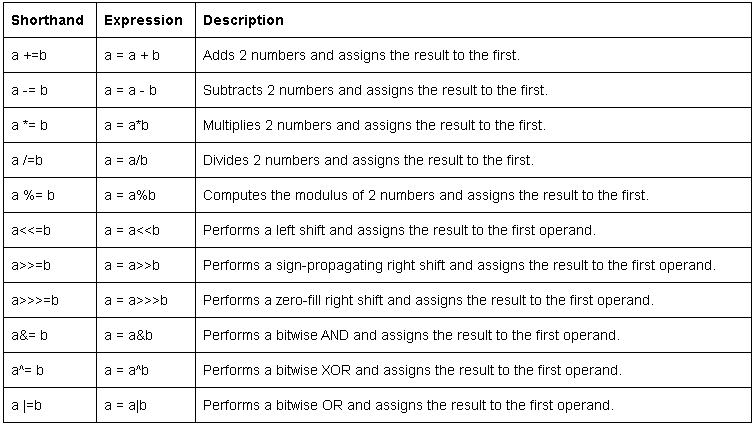 Shorthand Expression Description
a +=b a = a + b Adds 2 numbers and assigns the result to the first.
a -= b a = a - b Subtracts 2 numbers and assigns the result to the first.
a *= b a = a*b Multiplies 2 numbers and assigns the result to the first.
a /=b a = a/b Divides 2 numbers and assigns the result to the first.
a %= b a = a%b Computes the modulus of 2 numbers and assigns the result to the first.
a<<=b a = a<<b Performs a left shift and assigns the result to the first operand.
a>>=b a = a>>b Performs a sign-propagating right shift and assigns the result to the first operand.
a>>>=b a = a>>>b Performs a zero-fill right shift and assigns the result to the first operand.
a&= b a = a&b Performs a bitwise AND and assigns the result to the first operand.
a^= b a = a^b Performs a bitwise XOR and assigns the result to the first operand.
a |=b a = a|b Performs a bitwise OR and assigns the result to the first operand.